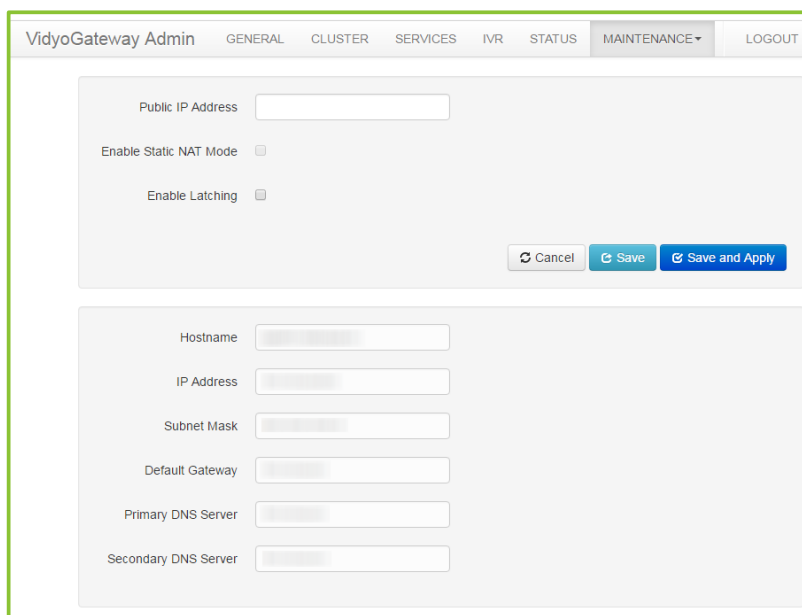 VidyoGateway Admin GENERAL CLUSTER SERVICES IVR STATUS MAINTENANCE LOGOUT
Public IP Address
Enable Static NAT Mode
Enable Latching
Cancel Save Save and Apply
Hostname
IP Address
Subnet Mask
Default Gateway
Primary DNS Server
Secondary DNS Server